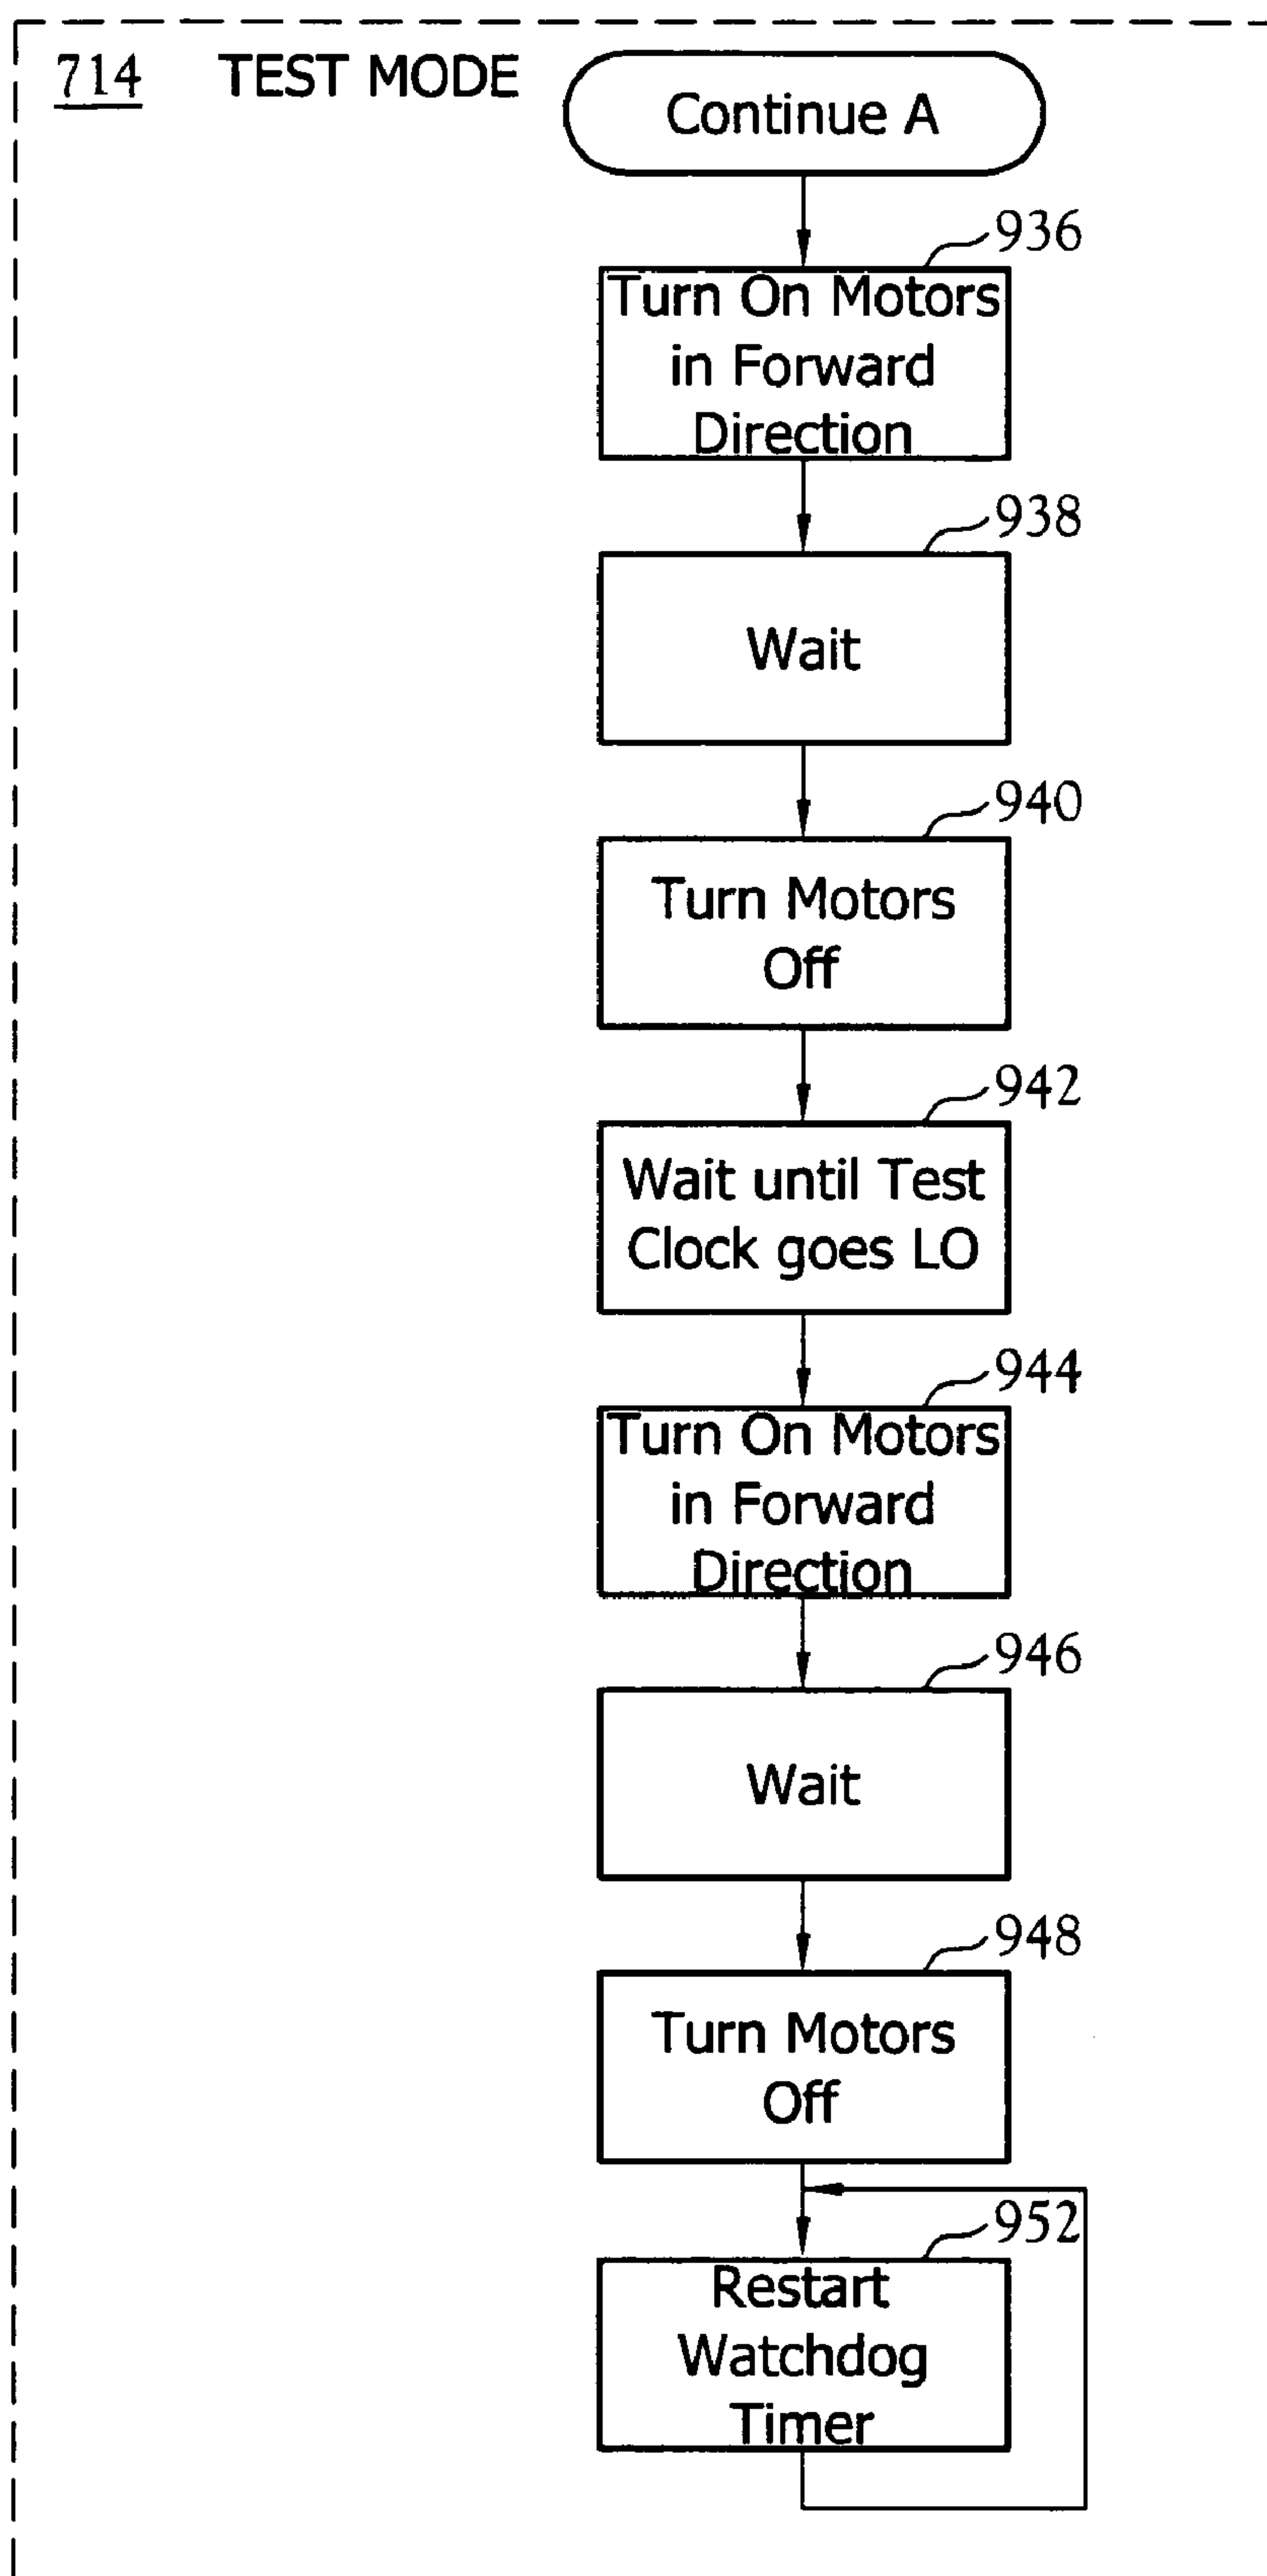 714 TEST MODE
Continue A
936
Turn On Motors
in Forward
Direction
938
Wait
940
Turn Motors
Off
942
Wait until Test
Clock goes LO
944
Turn On Motors
in Forward
Direction
946
Wait
948
Turn Motors
Off
952
Restart
Watchdog
Timer